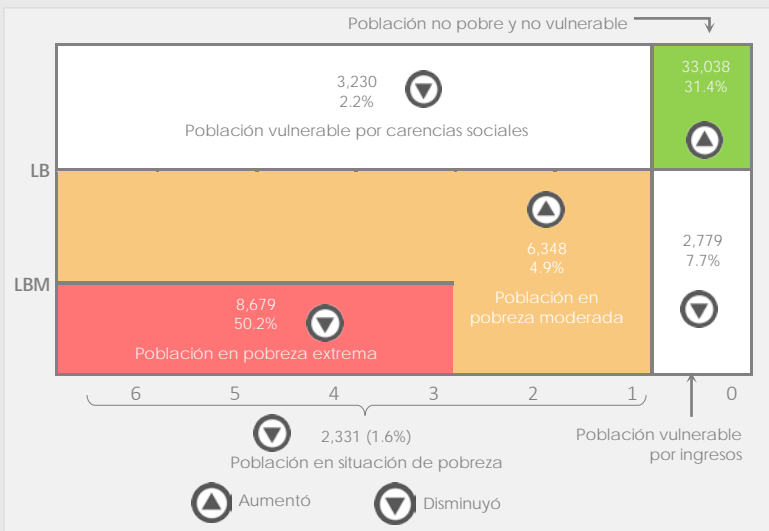 Población no pobre y no vulnerable
33,038
31.4%
3,230
2.2%
Población vulnerable por carencias sociales
LB
6,348
4.9%
2,779
7.7%
LBM
8,679
50.2%
Población en
pobreza moderada
Población en pobreza extrema
6 5 4 3 2 1 0
2,331 (1.6%)
Población vulnerable
por ingresos
Población en situación de pobreza
Aumentó Disminuyó